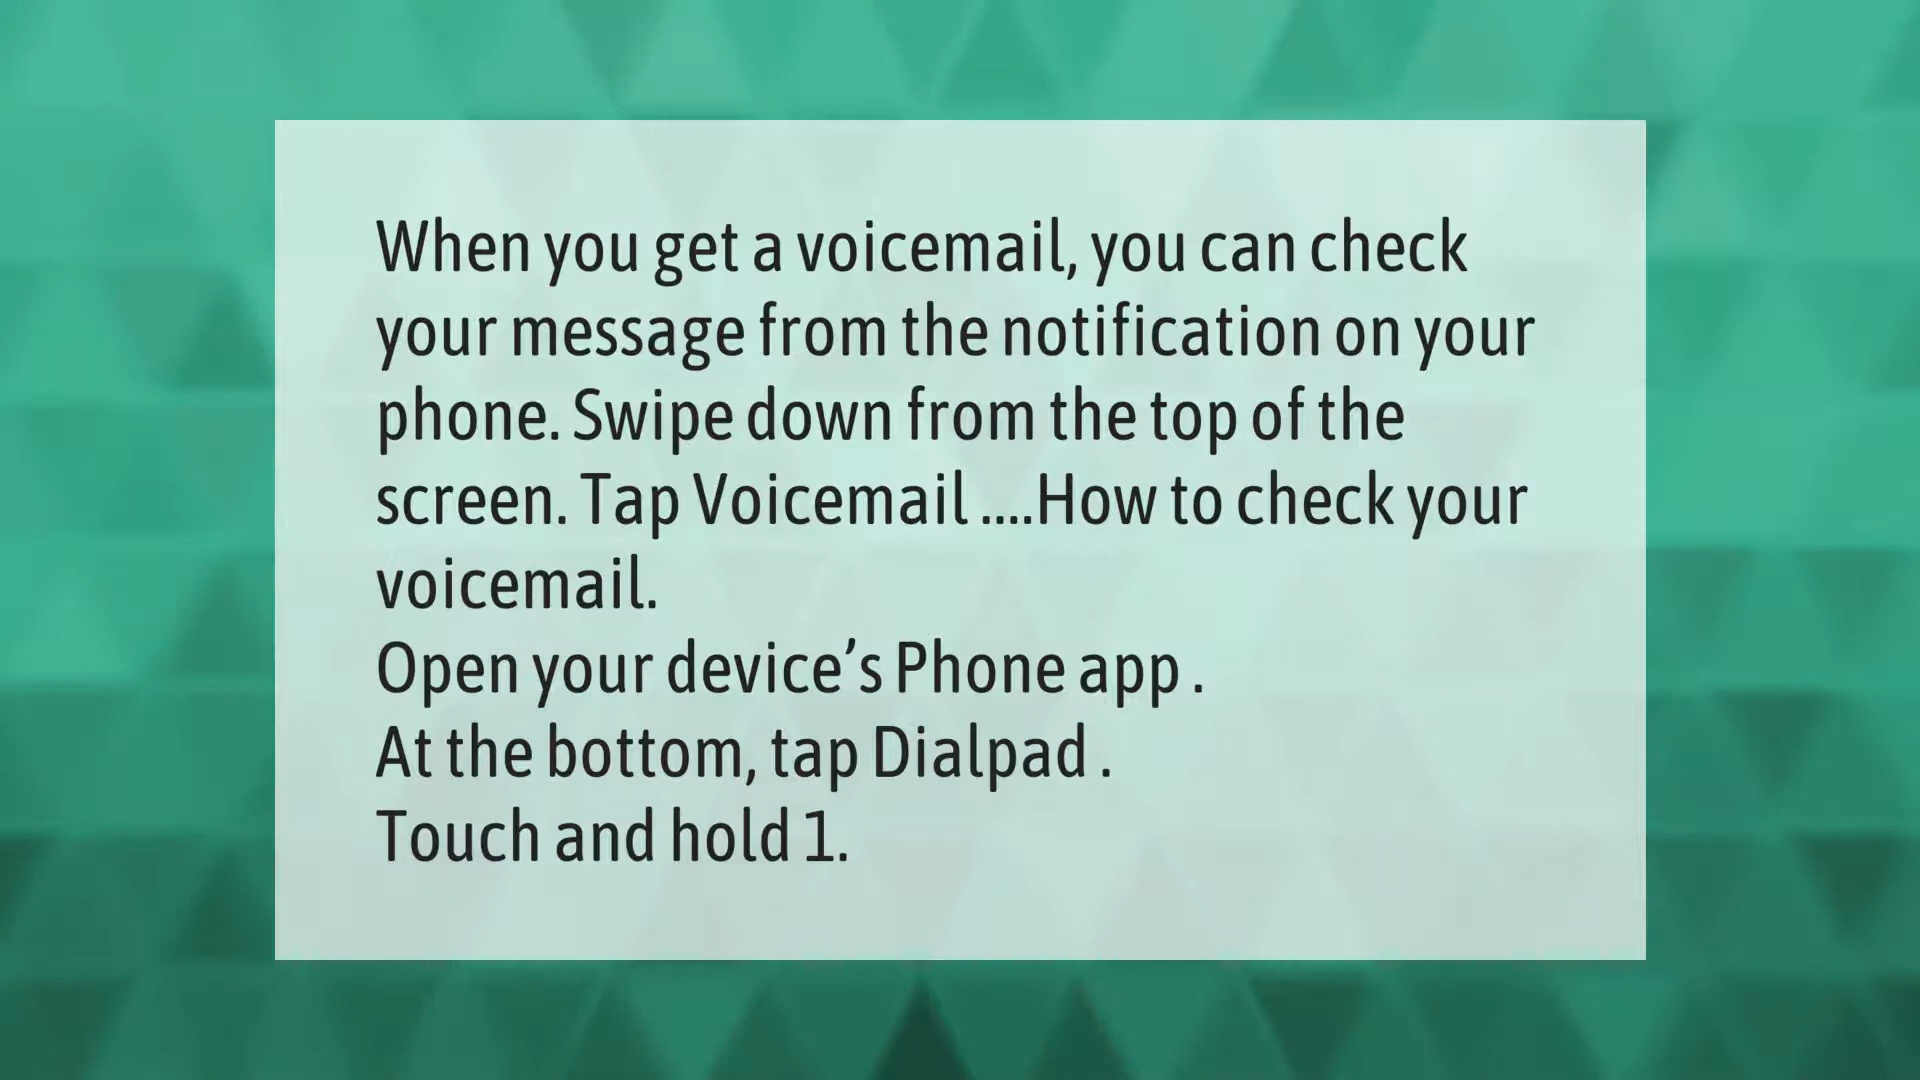 When you get a voicemail, you can check
your message from the notification on your
phone. Swipe down from the top of the
screen. Tap Voicemail ....How to check your
voicemail.
Open your device’s Phone app .
At the bottom, tap Dialpad .
Touch and hold 1.